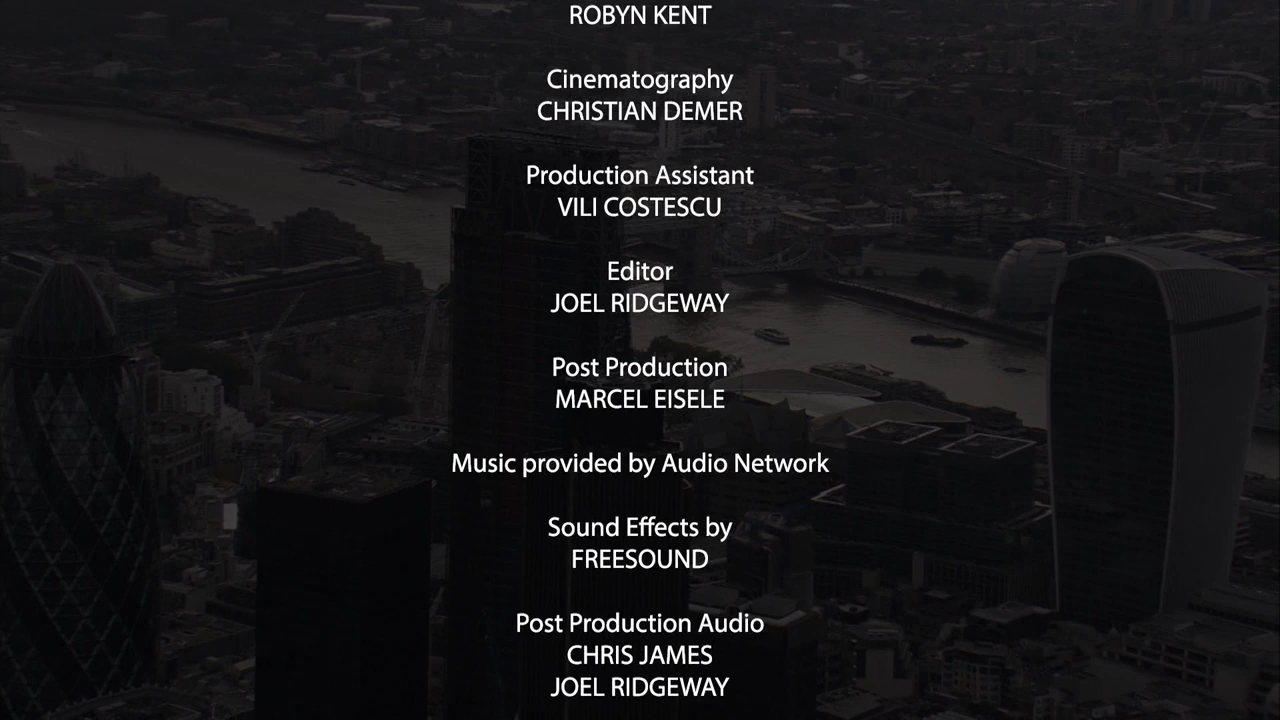 ROBYN KENT
Cinematography
CHRISTIAN DEMER
Production Assistant
VILI COSTESCU
Editor
JOEL RIDGEWAY
Post Production
MARCEL EISELE
Music provided by Audio Network
Sound Effects by
FREESOUND
Post Production Audio
CHRIS JAMES
JOEL RIDGEWAY